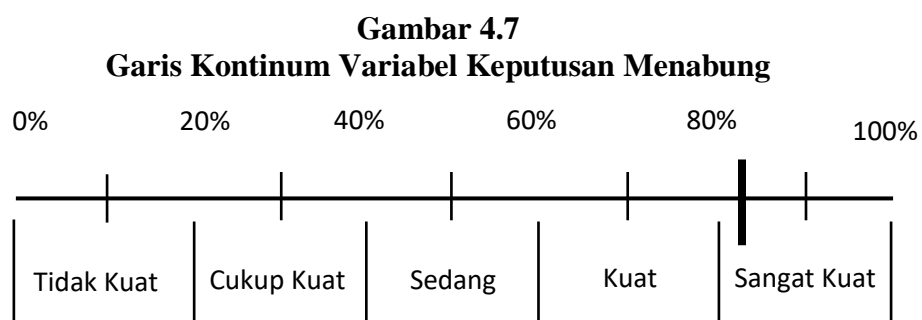 Gambar 4.7
Garis Kontinum Variabel Keputusan Menabung
0% 20% 40% 60% 80% 100%
Tidak Kuat Cukup Kuat Sedang Kuat Sangat Kuat